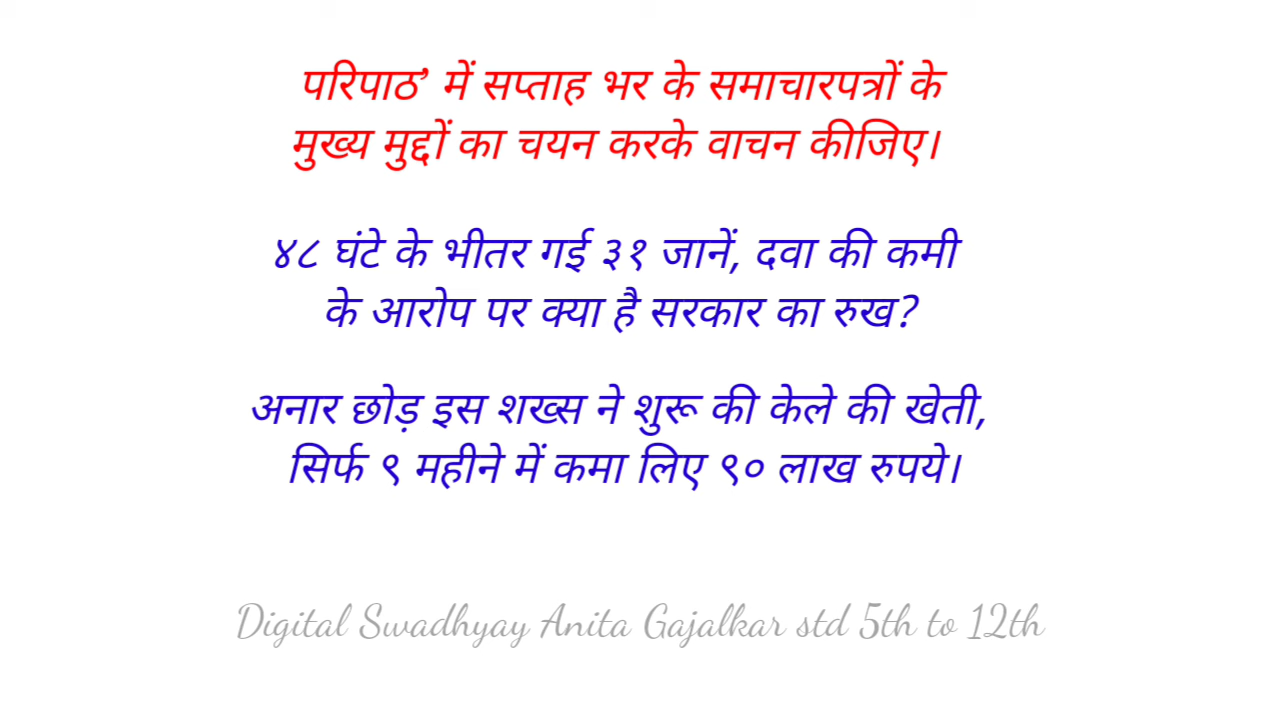 परिपाठ’ में सप्ताह भर के समाचारपत्रों के
मुख्य मुद्दों का चयन करके वाचन कीजिए।
४८ घंटे के भीतर गई ३१ जानें, दवा की कमी
के आरोप पर क्या है सरकार का रुख?
अनार छोड़ इस शख्स ने शुरू की केले की खेती,
सिर्फ ९ महीने में कमा लिए ९० लाख रुपये।
Digital Swadhyay Anita Gajalkar std 5th to 12th